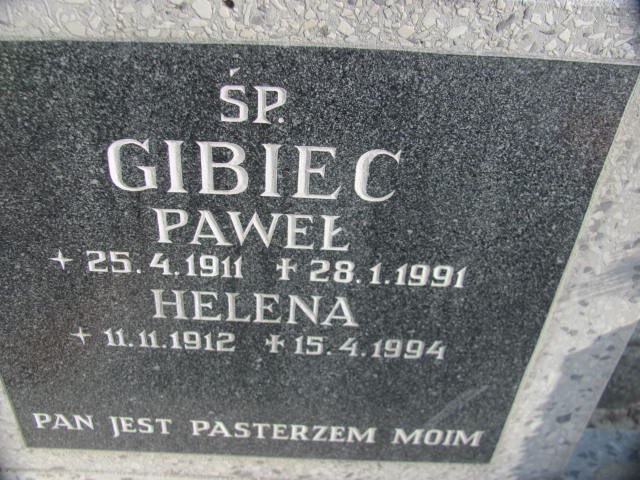 ŚP.
GIBIEC
PAWEŁ
+ 25.4.1911 ✝ 28.1.1991
HELENA
+ 11.11.1912 ✝ 15.4.1994
PAN JEST PASTERZEM MOIM